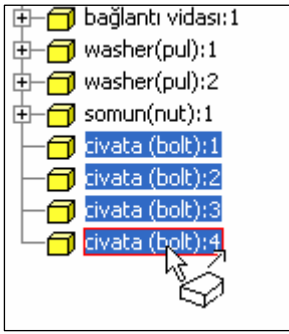 bağlantı vidası:1
washer(pul):1
washer(pul):2
somun(nut):1
civata (bolt):1
civata (bolt):2
civata (bolt):3
civata (bolt):4